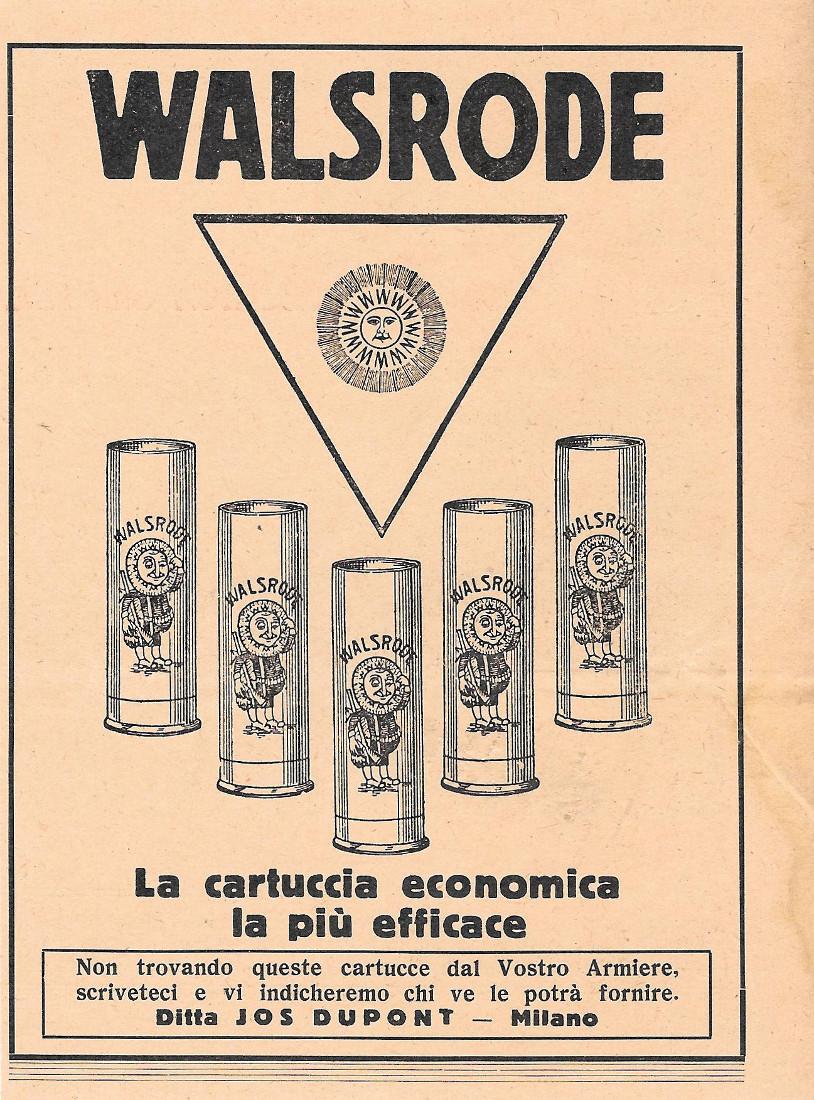 WALSRODE
WWWWWWWWWWWWWWWW
WALSRODE
WALSRODE
WALSRODE
WALSRODE
WALSRODE
La cartuccia economica
la più efficace
Non trovando queste cartucce dal Vostro Armiere,
scriveteci e vi indicheremo chi ve le potrà fornire.
Ditta JOS DUPONT — Milano